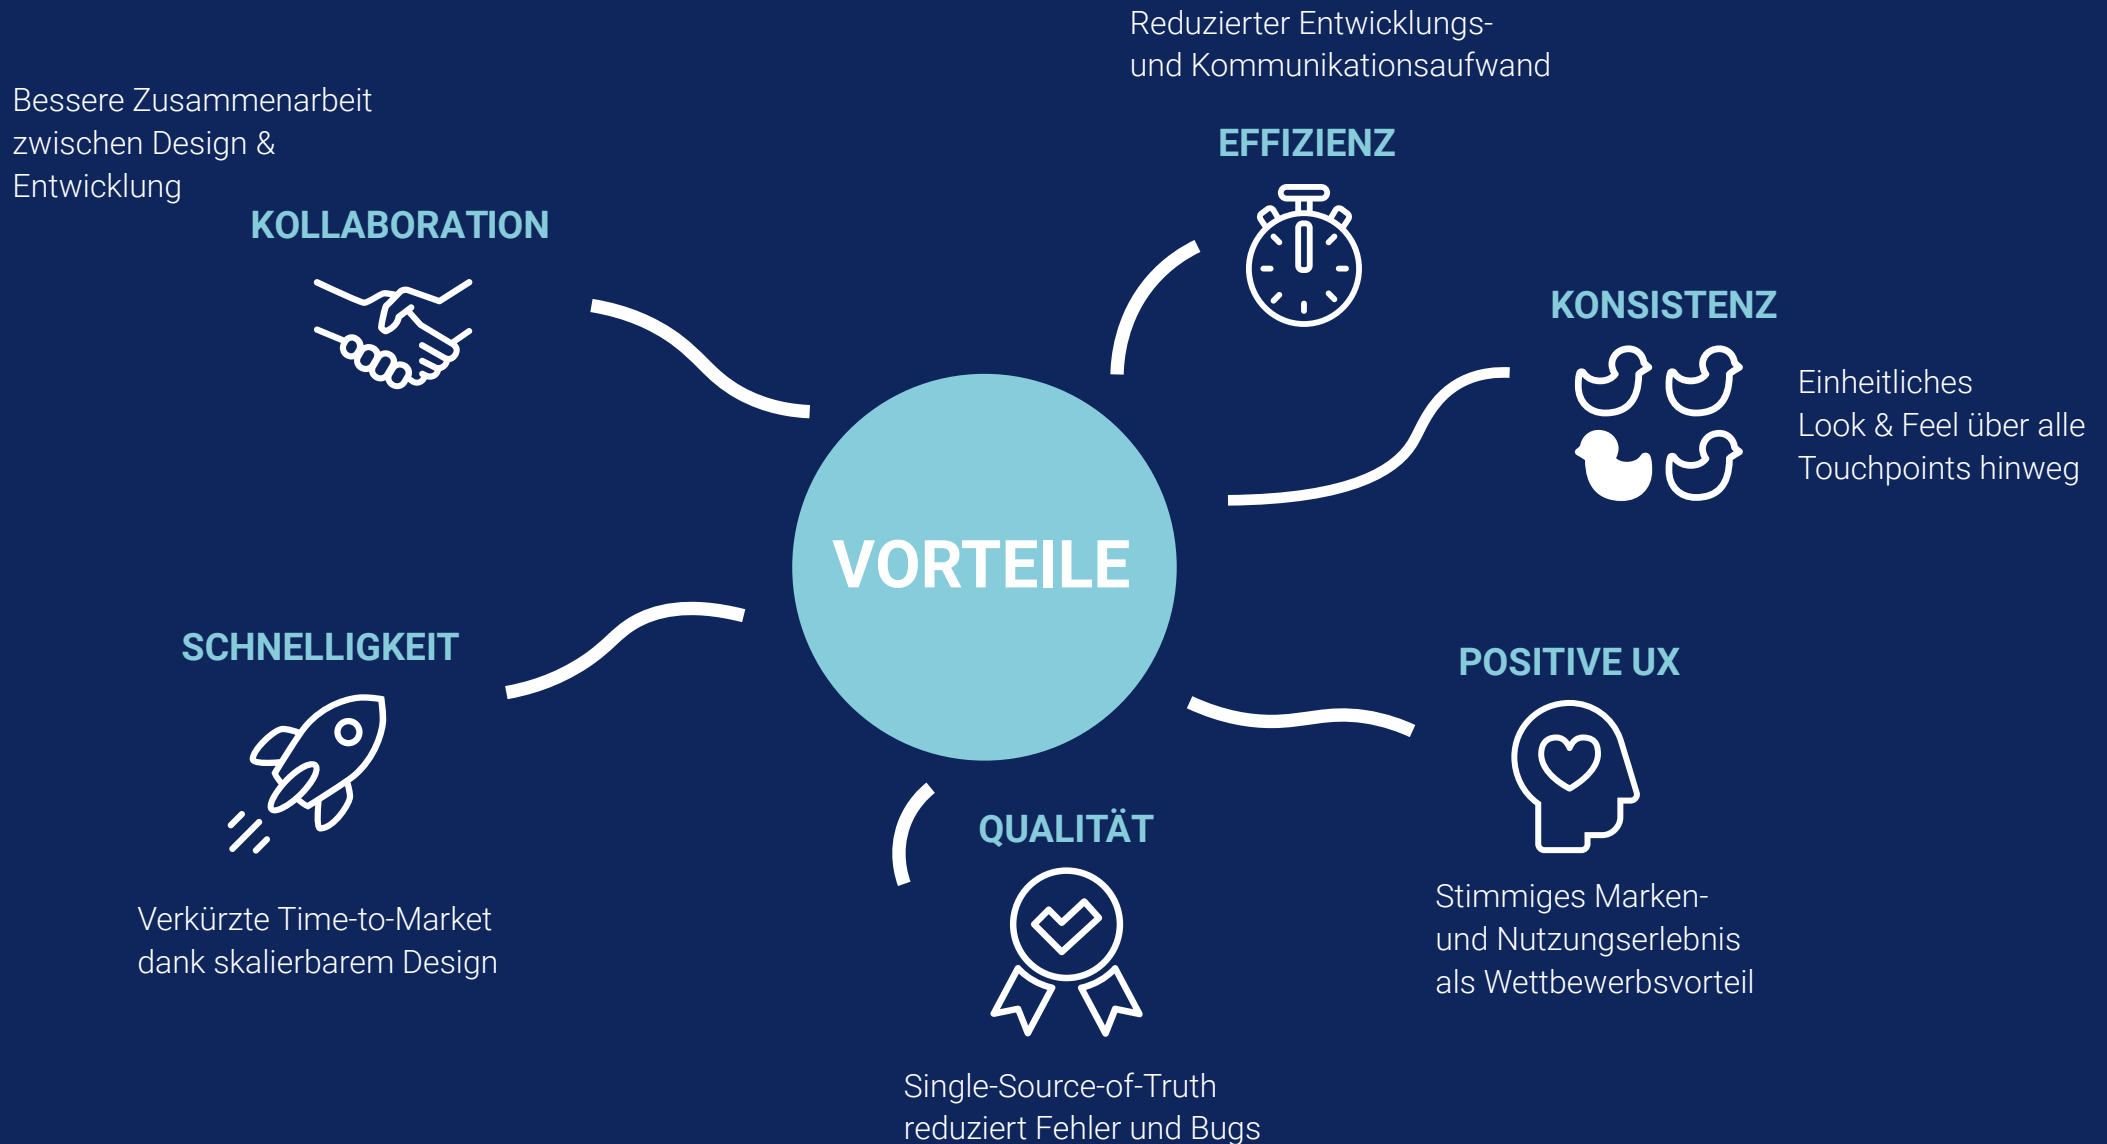 Reduzierter Entwicklungs-
und Kommunikationsaufwand
EFFIZIENZ
Bessere Zusammenarbeit
zwischen Design &
Entwicklung
KOLLABORATION
KONSISTENZ
Einheitliches
Look & Feel über alle
Touchpoints hinweg
VORTEILE
SCHNELLIGKEIT
Verkürzte Time-to-Market
dank skalierbarem Design
POSITIVE UX
Stimmiges Marken-
und Nutzungserlebnis
als Wettbewerbsvorteil
QUALITÄT
Single-Source-of-Truth
reduziert Fehler und Bugs